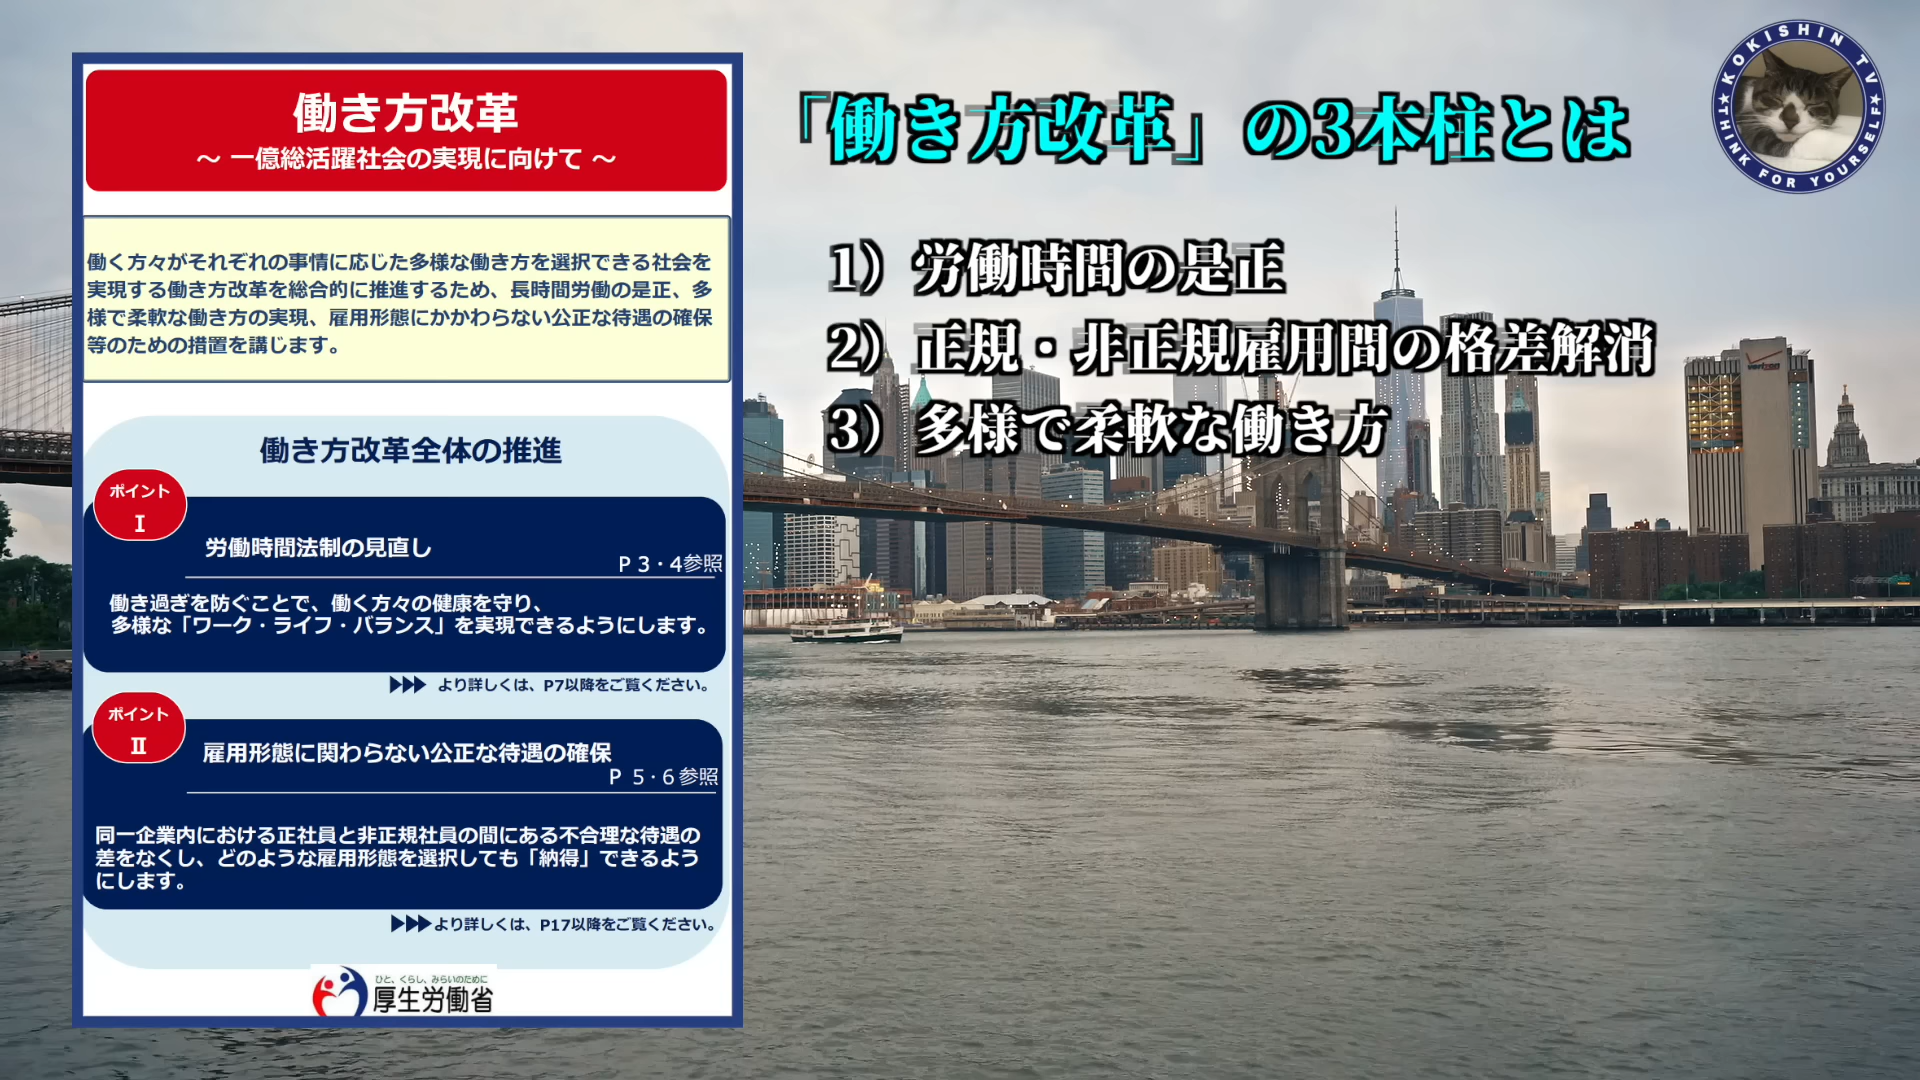 働き方改革
～ 一億総活躍社会の実現に向けて ～
働く方々がそれぞれの事情に応じた多様な働き方を選択できる社会を
実現する働き方改革を総合的に推進するため、長時間労働の是正、多
様で柔軟な働き方の実現、雇用形態にかかわらない公正な待遇の確保
等のための措置を講じます。
働き方改革全体の推進
ポイント
Ⅰ
労働時間法制の見直し
P 3・4参照
働き過ぎを防ぐことで、働く方々の健康を守り、
多様な「ワーク・ライフ・バランス」を実現できるようにします。
▶▶▶ より詳しくは、P7以降をご覧ください。
ポイント
Ⅱ
雇用形態に関わらない公正な待遇の確保
P 5・6参照
同一企業内における正社員と非正規社員の間にある不合理な待遇の
差をなくし、どのような雇用形態を選択しても「納得」できるよう
にします。
▶▶▶より詳しくは、P17以降をご覧ください。
ひと、くらし、みらいのために
厚生労働省
「働き方改革」の3本柱とは
1）労働時間の是正
2）正規・非正規雇用間の格差解消
3）多様で柔軟な働き方
KOKISHIN TV
★THINK FOR YOURSELF★
verizon